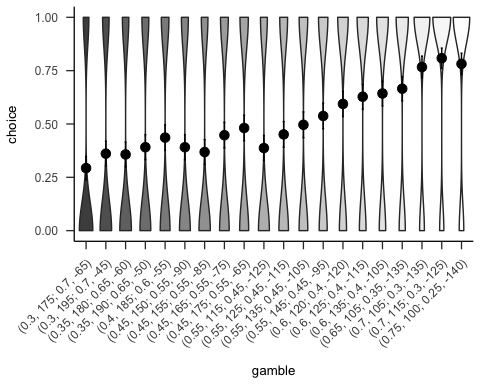 1.00
0.75
0.50
0.25
0.00
choice
(0.3, 175; 0.7, -65)
(0.3, 195; 0.7, -45)
(0.35, 180; 0.65, -60)
(0.35, 190; 0.65, -50)
(0.4, 185; 0.6, -55)
(0.45, 150; 0.55, -90)
(0.45, 155; 0.55, -85)
(0.45, 165; 0.55, -75)
(0.45, 175; 0.55, -65)
(0.55, 115; 0.45, -125)
(0.55, 125; 0.45, -115)
(0.55, 135; 0.45, -105)
(0.55, 145; 0.45, -95)
(0.6, 120; 0.4, -120)
(0.6, 125; 0.4, -115)
(0.6, 135; 0.4, -105)
(0.65, 105; 0.35, -135)
(0.7, 105; 0.3, -135)
(0.7, 115; 0.3, -125)
(0.75, 100; 0.25, -140)
gamble